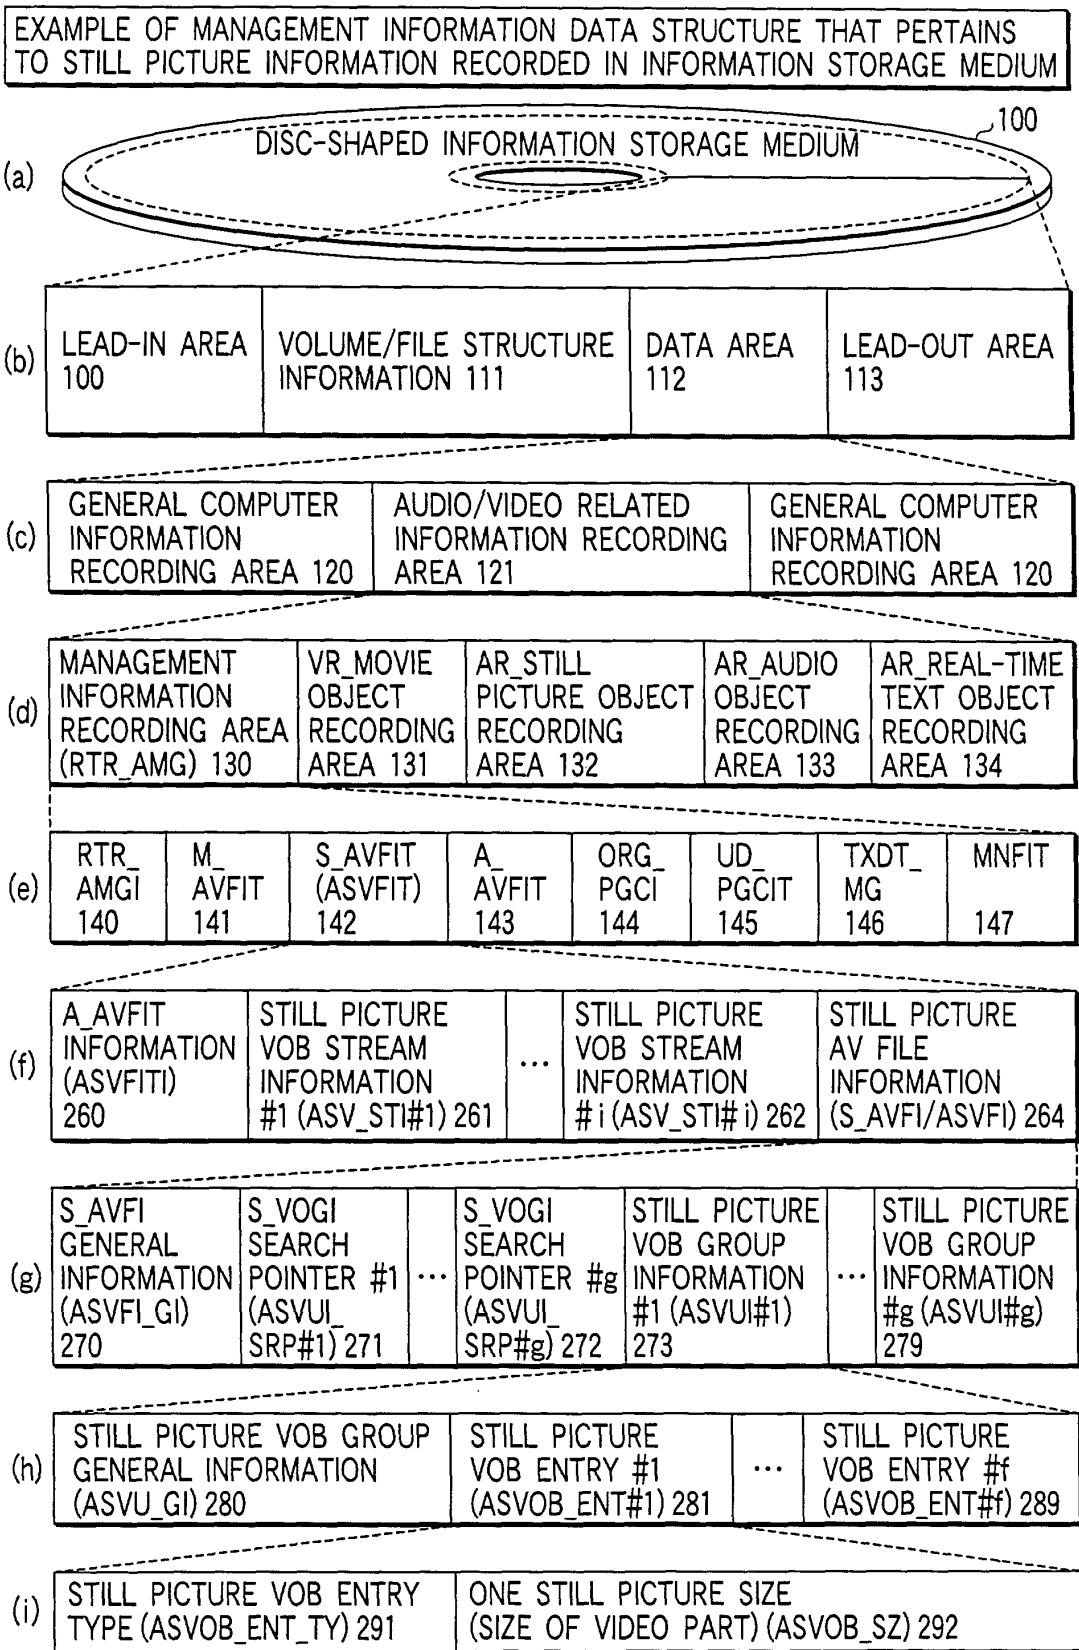 EXAMPLE OF MANAGEMENT INFORMATION DATA STRUCTURE THAT PERTAINS
TO STILL PICTURE INFORMATION RECORDED IN INFORMATION STORAGE MEDIUM
100
DISC-SHAPED INFORMATION STORAGE MEDIUM
(a)
(b)
LEAD-IN AREA
100
VOLUME/FILE STRUCTURE
INFORMATION 111
DATA AREA
112
LEAD-OUT AREA
113
(c)
GENERAL COMPUTER
INFORMATION
RECORDING AREA 120
AUDIO/VIDEO RELATED
INFORMATION RECORDING
AREA 121
GENERAL COMPUTER
INFORMATION
RECORDING AREA 120
(d)
MANAGEMENT
INFORMATION
RECORDING AREA
(RTR_AMG) 130
VR_MOVIE
OBJECT
RECORDING
AREA 131
AR_STILL
PICTURE OBJECT
RECORDING
AREA 132
AR_AUDIO
OBJECT
RECORDING
AREA 133
AR_REAL-TIME
TEXT OBJECT
RECORDING
AREA 134
(e)
RTR_
AMGI
140
M_
AVFIT
141
S_AVFIT
(ASVFIT)
142
A_
AVFIT
143
ORG_
PGCI
144
UD_
PGCIT
145
TXDT_
MG
146
MNFIT
147
(f)
A_AVFIT
INFORMATION
(ASVFITI)
260
STILL PICTURE
VOB STREAM
INFORMATION
#1 (ASV_STI#1) 261
...
STILL PICTURE
VOB STREAM
INFORMATION
#i (ASV_STI#i) 262
STILL PICTURE
AV FILE
INFORMATION
(S_AVFI/ASVFI) 264
(g)
S_AVFI
GENERAL
INFORMATION
(ASVFI_GI)
270
S_VOGI
SEARCH
POINTER #1
(ASVUI_
SRP#1) 271
...
S_VOGI
SEARCH
POINTER #g
(ASVUI_
SRP#g) 272
STILL PICTURE
VOB GROUP
INFORMATION
#1 (ASVUI#1)
273
...
STILL PICTURE
VOB GROUP
INFORMATION
#g (ASVUI#g)
279
(h)
STILL PICTURE VOB GROUP
GENERAL INFORMATION
(ASVU_GI) 280
STILL PICTURE
VOB ENTRY #1
(ASVOB_ENT#1) 281
...
STILL PICTURE
VOB ENTRY #f
(ASVOB_ENT#f) 289
(i)
STILL PICTURE VOB ENTRY
TYPE (ASVOB_ENT_TY) 291
ONE STILL PICTURE SIZE
(SIZE OF VIDEO PART) (ASVOB_SZ) 292